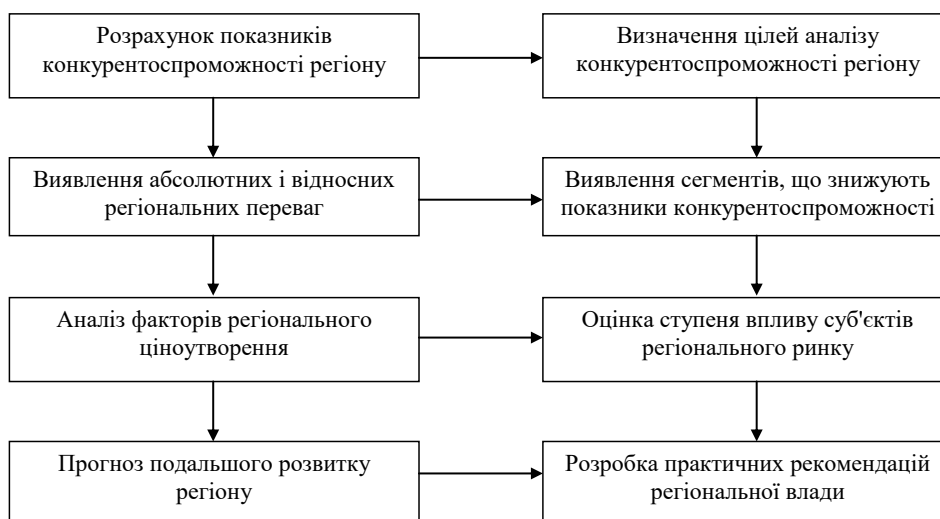 Розрахунок показників
конкурентоспроможності регіону
Визначення цілей аналізу
конкурентоспроможності регіону
Виявлення абсолютних і відносних
регіональних переваг
Виявлення сегментів, що знижують
показники конкурентоспроможності
Аналіз факторів регіонального
ціноутворення
Оцінка ступеня впливу суб'єктів
регіонального ринку
Прогноз подальшого розвитку
регіону
Розробка практичних рекомендацій
регіональної влади